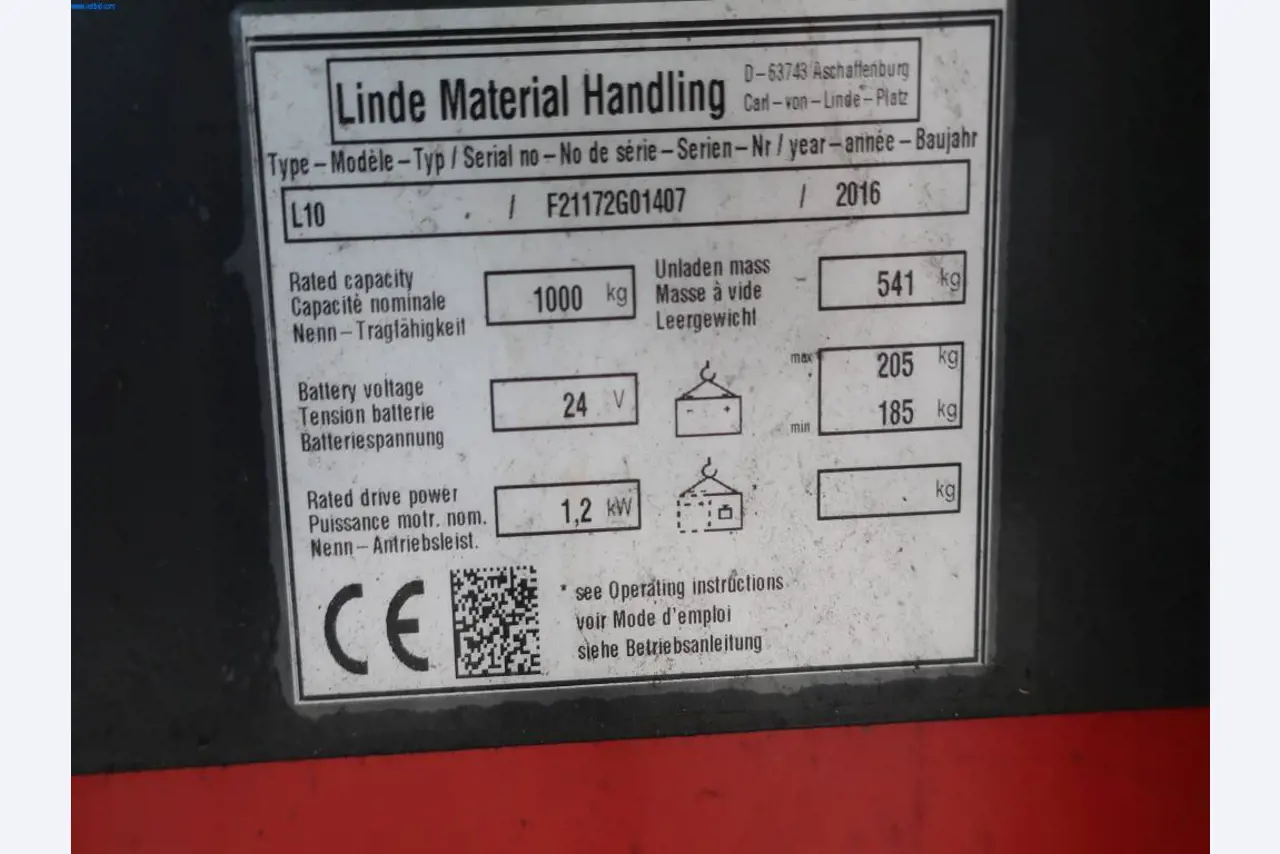 www.netbid.com
Linde Material Handling
D-63743 Aschaffenburg
Carl-von-Linde-Platz
Type-Modèle-Typ / Serial no-No de série-Serien-Nr / year-année-Baujahr
L10 / F21172G01407 / 2016
Rated capacity
Capacité nominale
Nenn-Tragfähigkeit
1000 kg
Unladen mass
Masse à vide
Leergewicht
541 kg
Battery voltage
Tension batterie
Batteriespannung
24 V
max 205 kg
min 185 kg
Rated drive power
Puissance motr. nom.
Nenn-Antriebsleist.
1,2 kW
*
kg
CE
* see Operating instructions
voir Mode d'emploi
siehe Betriebsanleitung